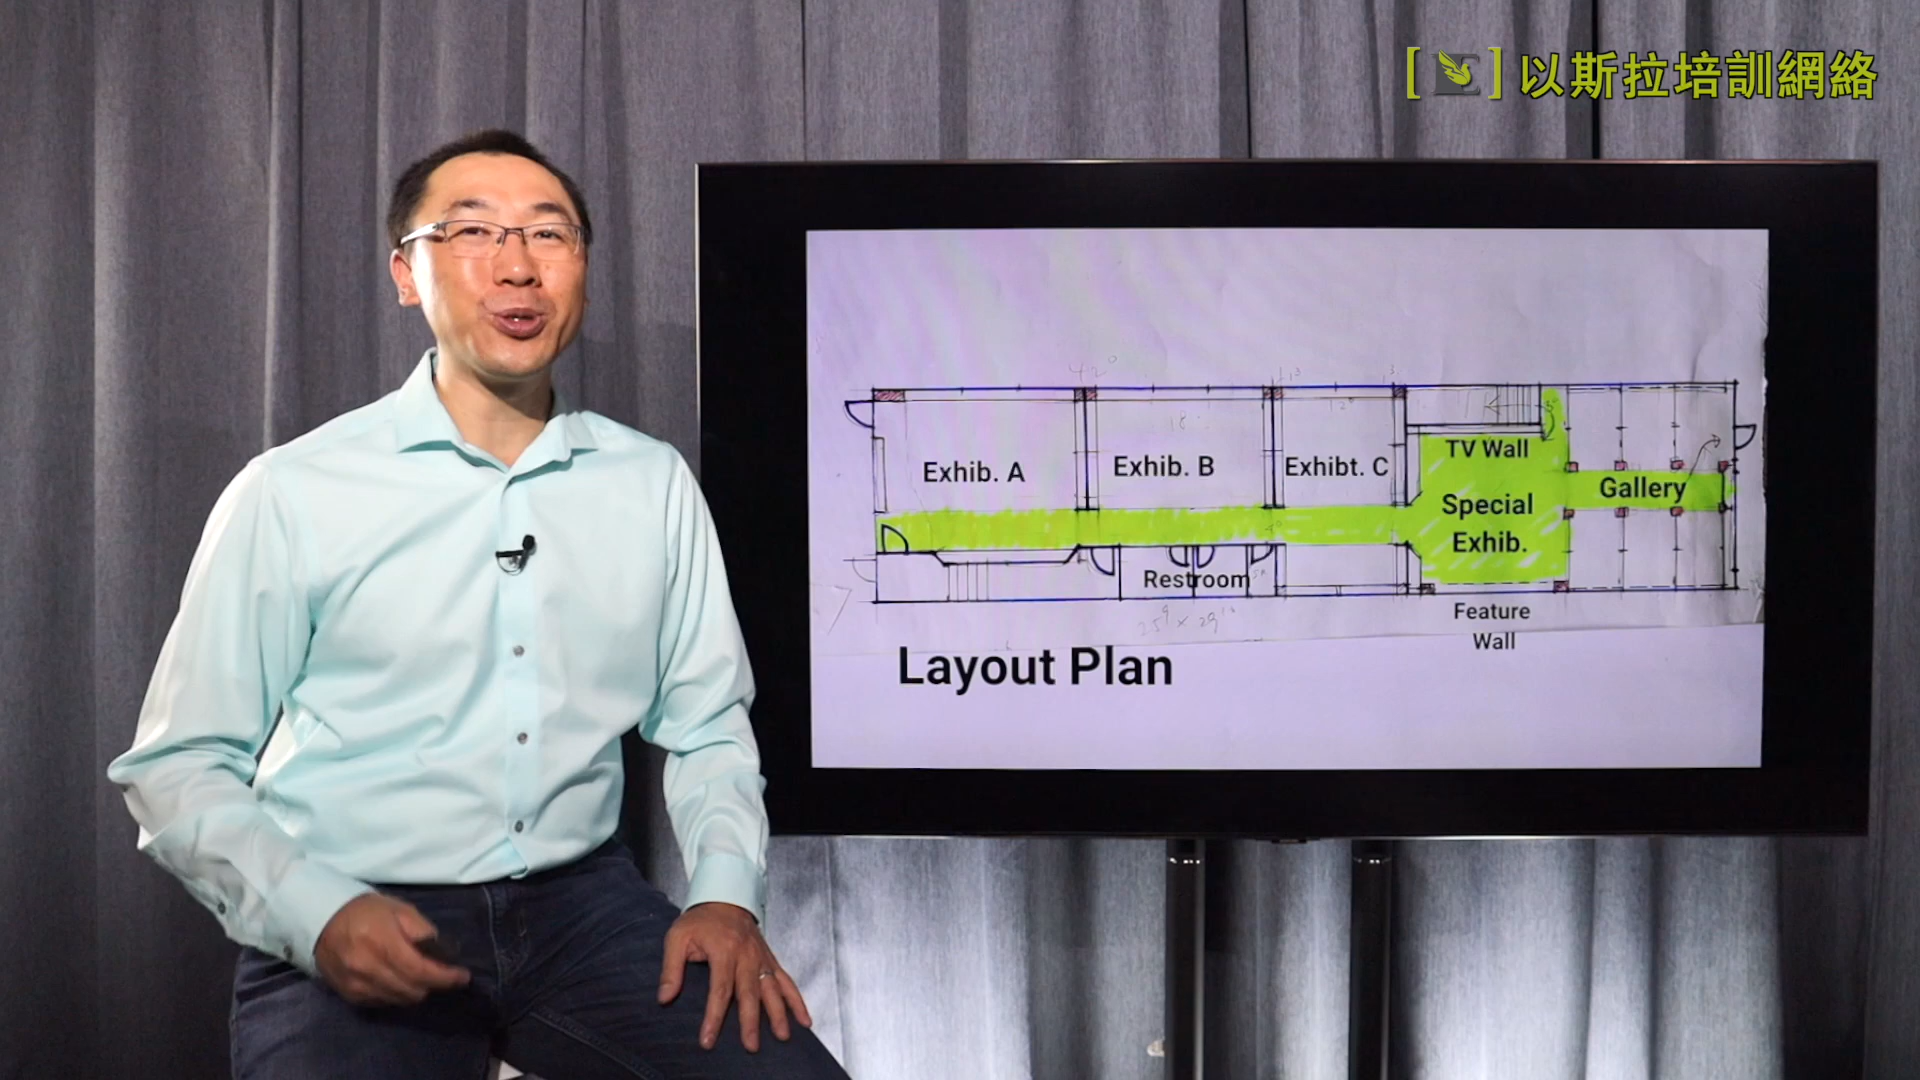 以斯拉培訓網絡
TV Wall
Exhib. A
Exhib. B
Exhibt. C
Gallery
Special
Exhib.
Restroom
Feature
Wall
Layout Plan